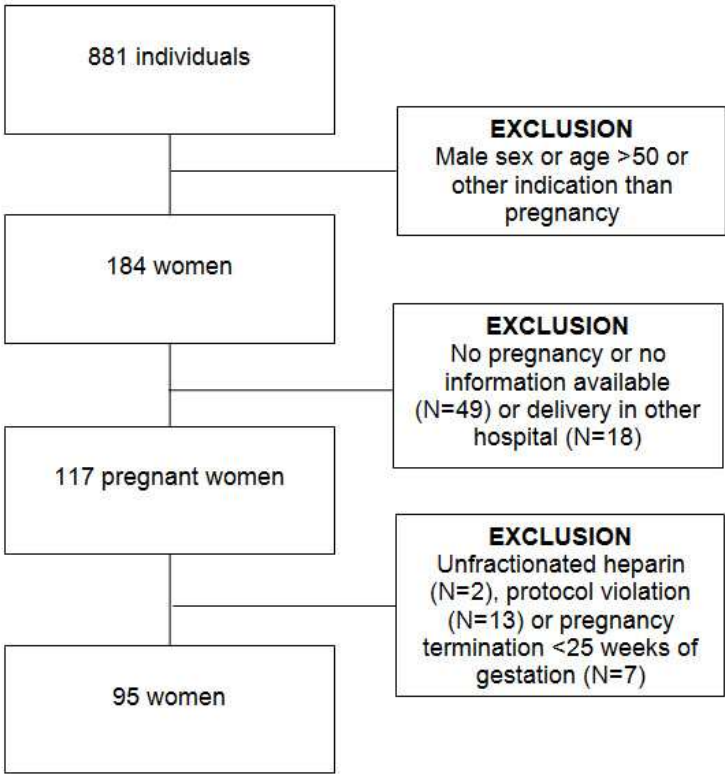 881 individuals
EXCLUSION
Male sex or age >50 or
other indication than
pregnancy
184 women
EXCLUSION
No pregnancy or no
information available
(N=49) or delivery in other
hospital (N=18)
117 pregnant women
EXCLUSION
Unfractionated heparin
(N=2), protocol violation
(N=13) or pregnancy
termination <25 weeks of
gestation (N=7)
95 women